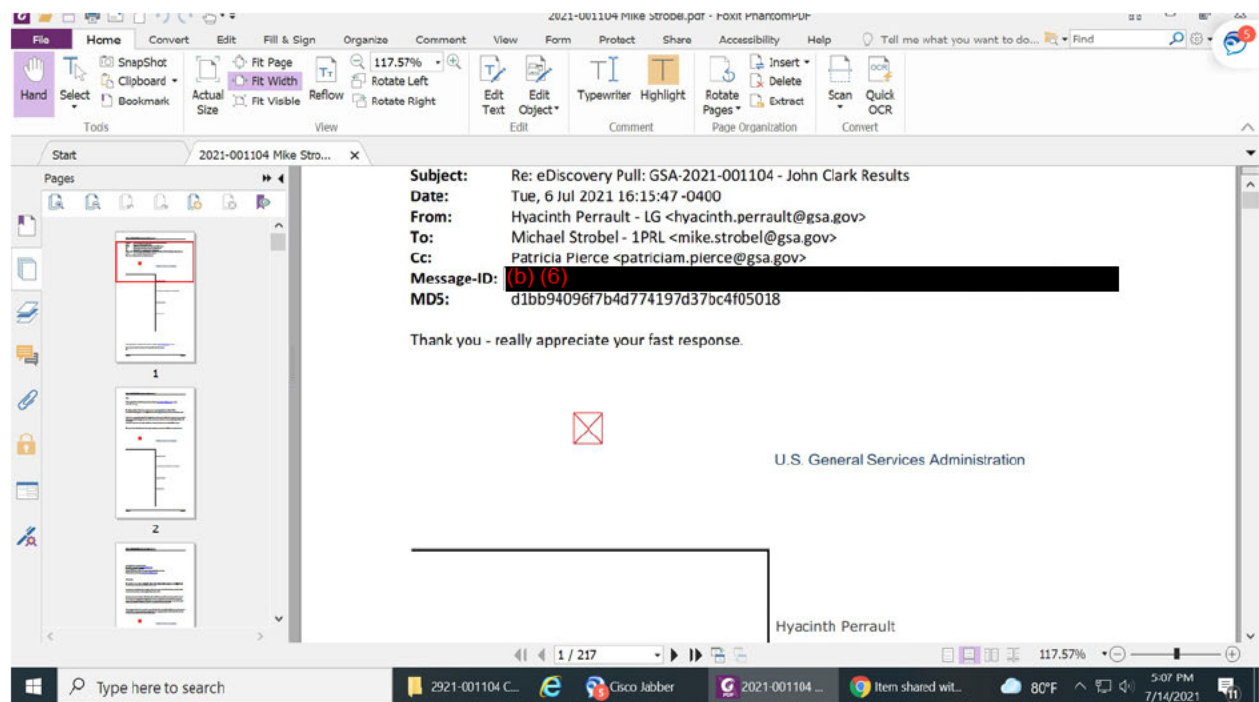 2021-001104 Mike Strobel.pdf - Foxit PhantomPDF
File Home Convert Edit Fill & Sign Organize Comment View Form Protect Share Accessibility Help Tell me what you want to do... Find
5
Hand
Select
SnapShot
Clipboard
Bookmark
Tools
Actual Size
Fit Page
Fit Width
Fit Visible
Reflow
117.57%
Rotate Left
Rotate Right
View
Edit Text
Edit Object
Edit
Typewriter
Highlight
Comment
Rotate Pages
Insert
Delete
Extract
Page Organization
Scan
Quick OCR
Convert
Start
2021-001104 Mike Stro...
Pages
1
2
Subject: Re: eDiscovery Pull: GSA-2021-001104 - John Clark Results
Date: Tue, 6 Jul 2021 16:15:47 -0400
From: Hyacinth Perrault - LG <hyacinth.perrault@gsa.gov>
To: Michael Strobel - 1PRL <mike.strobel@gsa.gov>
Cc: Patricia Pierce <patriciam.pierce@gsa.gov>
Message-ID: (b) (6)
MD5: d1bb94096f7b4d774197d37bc4f05018
Thank you - really appreciate your fast response.
U.S. General Services Administration
Hyacinth Perrault
1 / 217
117.57%
Type here to search
2921-001104 C...
Cisco Jabber
2021-001104 ...
Item shared wit...
80°F
5:07 PM
7/14/2021
11